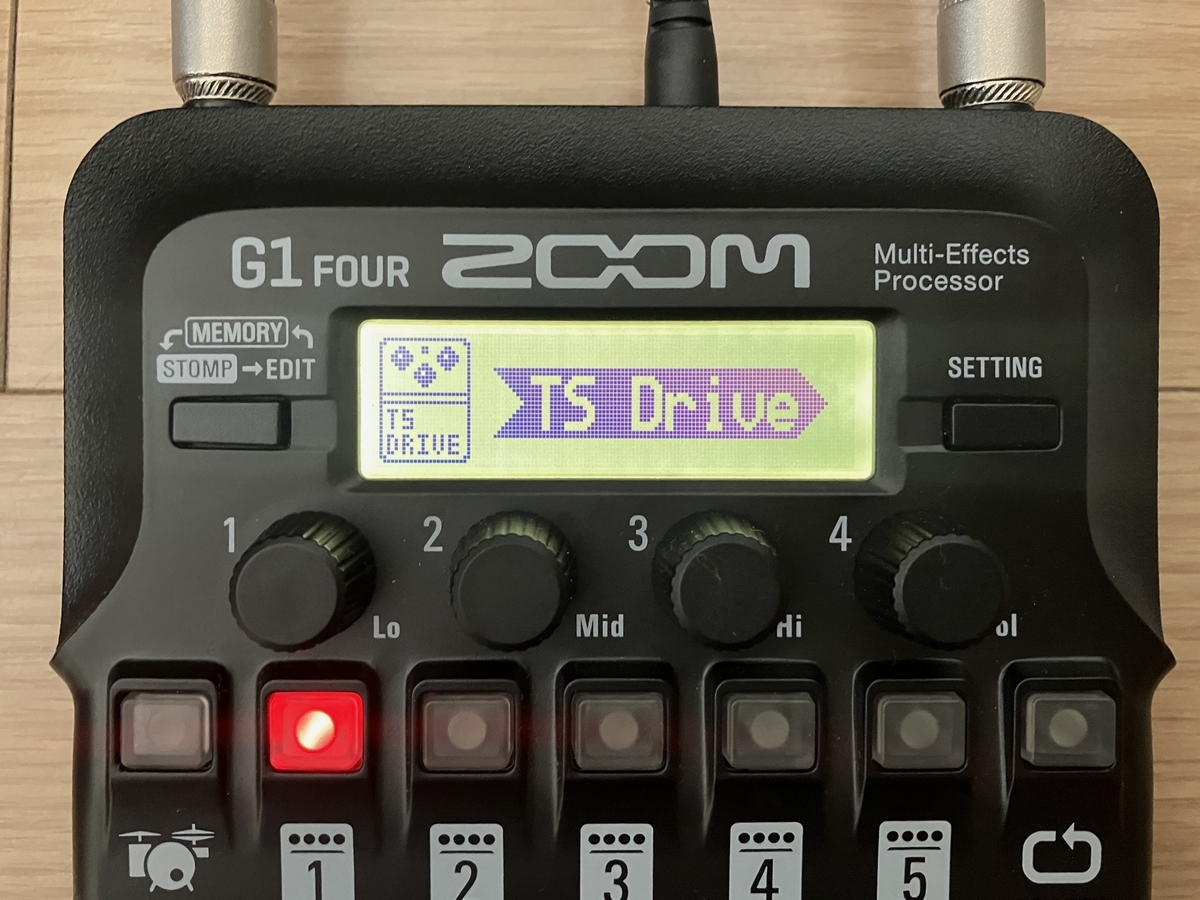 G1 FOUR ZOOM Multi-Effects Processor
MEMORY
STOMP → EDIT
SETTING
TS DRIVE
TS Drive
1 2 3 4
Lo Mid Hi
1 2 3 4 5